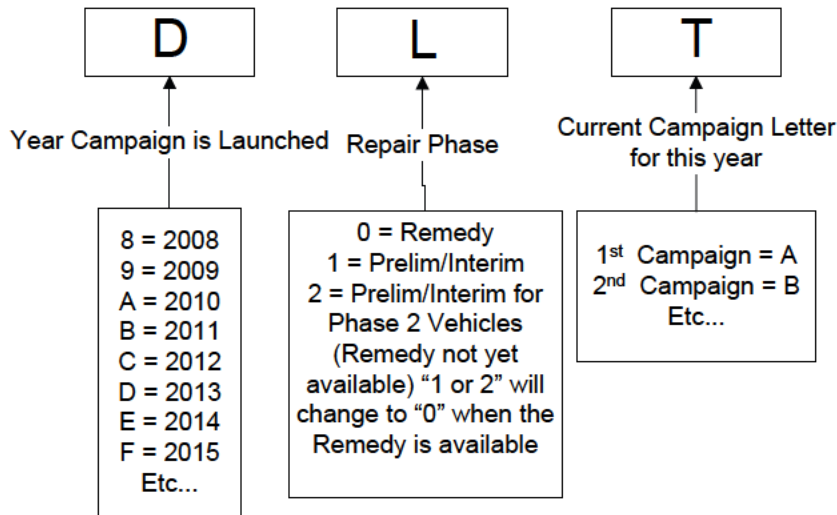 D
L
T
Year Campaign is Launched
Repair Phase
Current Campaign Letter
for this year
8 = 2008
9 = 2009
A = 2010
B = 2011
C = 2012
D = 2013
E = 2014
F = 2015
Etc...
0 = Remedy
1 = Prelim/Interim
2 = Prelim/Interim for
Phase 2 Vehicles
(Remedy not yet
available) “1 or 2” will
change to “0” when the
Remedy is available
1st Campaign = A
2nd Campaign = B
Etc...